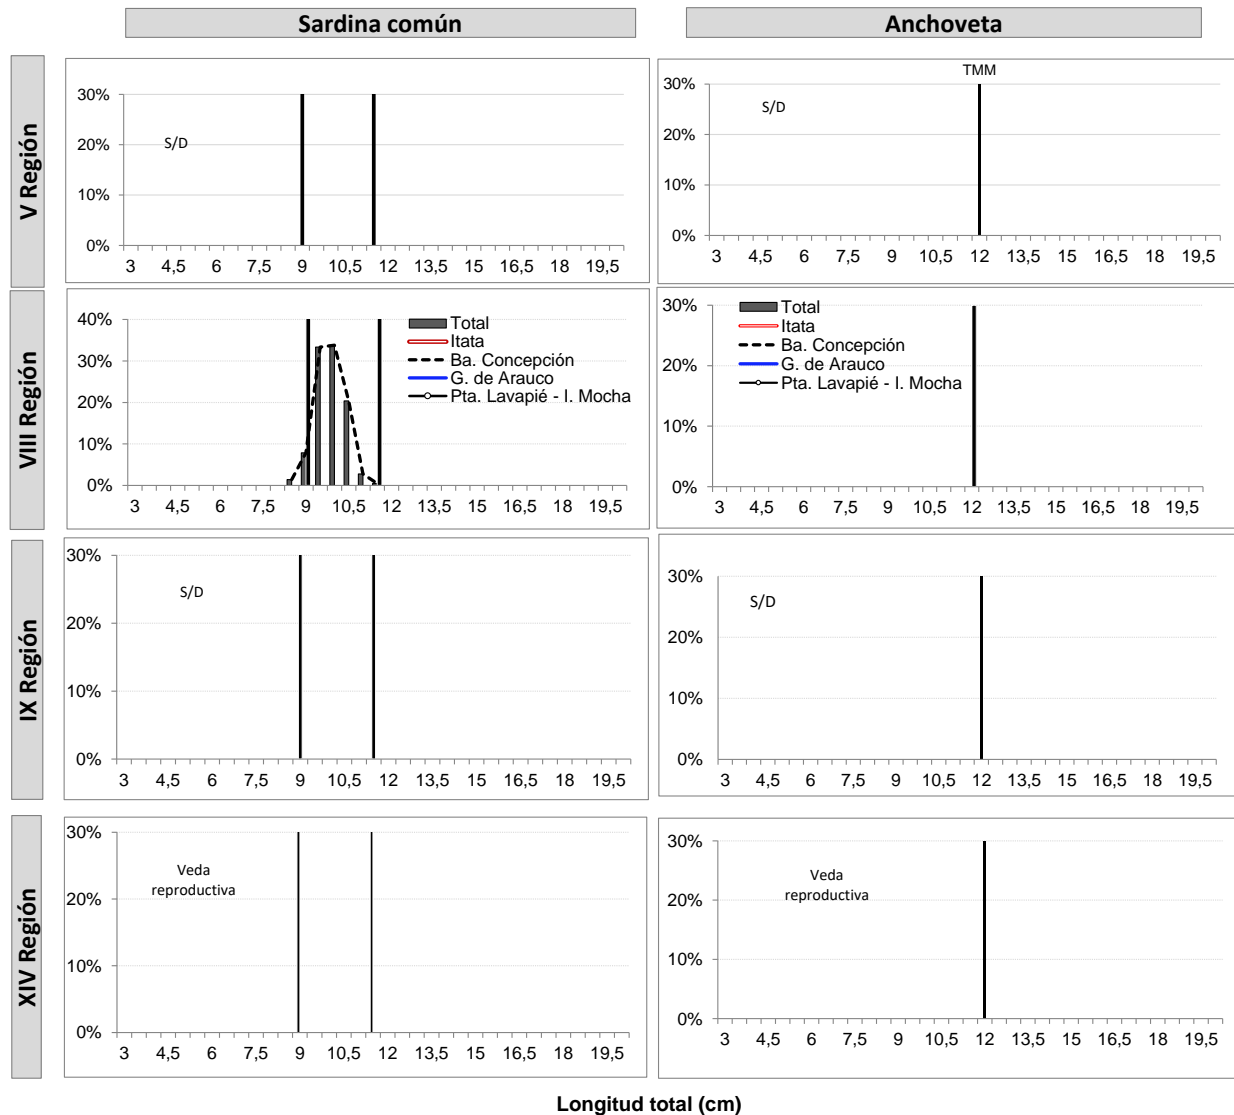 Sardina común
Anchoveta
V Región
30%
20%
10%
0%
S/D
3 4,5 6 7,5 9 10,5 12 13,5 15 16,5 18 19,5
TMM
30%
20%
10%
0%
S/D
3 4,5 6 7,5 9 10,5 12 13,5 15 16,5 18 19,5
VIII Región
40%
30%
20%
10%
0%
Total
Itata
Ba. Concepción
G. de Arauco
Pta. Lavapié - I. Mocha
3 4,5 6 7,5 9 10,5 12 13,5 15 16,5 18 19,5
30%
20%
10%
0%
Total
Itata
Ba. Concepción
G. de Arauco
Pta. Lavapié - I. Mocha
3 4,5 6 7,5 9 10,5 12 13,5 15 16,5 18 19,5
IX Región
30%
20%
10%
0%
S/D
3 4,5 6 7,5 9 10,5 12 13,5 15 16,5 18 19,5
30%
20%
10%
0%
S/D
3 4,5 6 7,5 9 10,5 12 13,5 15 16,5 18 19,5
XIV Región
30%
20%
10%
0%
Veda
reproductiva
3 4,5 6 7,5 9 10,5 12 13,5 15 16,5 18 19,5
30%
20%
10%
0%
Veda
reproductiva
3 4,5 6 7,5 9 10,5 12 13,5 15 16,5 18 19,5
Longitud total (cm)